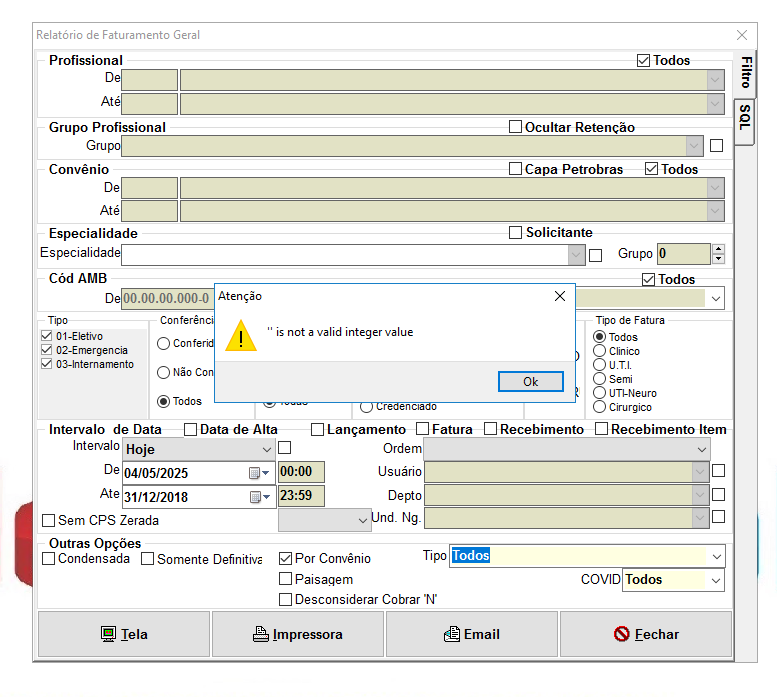 Relatório de Faturamento Geral
Profissional
Todos
De
Até
Grupo Profissional
Ocultar Retenção
Grupo
Convênio
Capa Petrobras
Todos
De
Até
Especialidade
Solicitante
Especialidade
Grupo
0
Cód AMB
Todos
De
00.00.00.000-0
Atenção
'' is not a valid integer value
Ok
Tipo
01-Eletivo
02-Emergencia
03-Internamento
Conferênci
Conferid
Não Con
Todos
Todas
Credenciado
Tipo de Fatura
Todos
Clinico
U.T.I.
Semi
UTI-Neuro
Cirurgico
Intervalo de Data
Data de Alta
Lançamento
Fatura
Recebimento
Recebimento Item
Intervalo
Hoje
Ordem
De
04/05/2025
00:00
Usuário
Ate
31/12/2018
23:59
Depto
Sem CPS Zerada
Und. Ng.
Outras Opções
Condensada
Somente Definitiva
Por Convênio
Tipo
Todos
Paisagem
COVID
Todos
Desconsiderar Cobrar 'N'
Tela
Impressora
Email
Fechar
Filtro
SQL